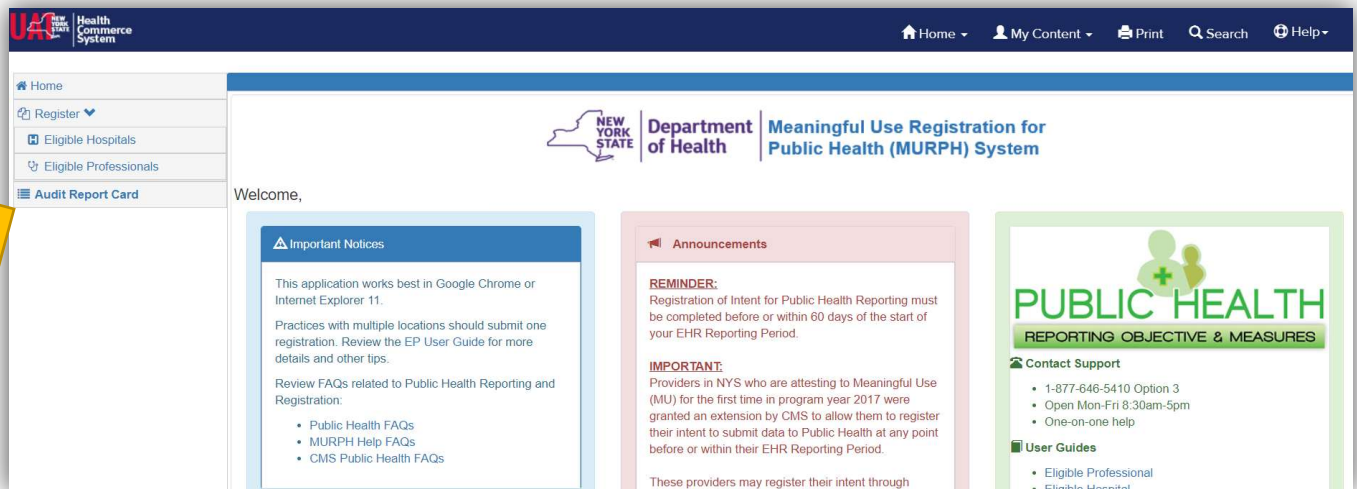 UAT
NEW YORK STATE
Health
Commerce
System
Home
My Content
Print
Search
Help
Home
Register
Eligible Hospitals
Eligible Professionals
Audit Report Card
NEW
YORK
STATE
Department
of Health
Meaningful Use Registration for
Public Health (MURPH) System
Welcome,
Important Notices
This application works best in Google Chrome or
Internet Explorer 11.
Practices with multiple locations should submit one
registration. Review the EP User Guide for more
details and other tips.
Review FAQs related to Public Health Reporting and
Registration:
• Public Health FAQs
• MURPH Help FAQs
• CMS Public Health FAQs
Announcements
REMINDER:
Registration of Intent for Public Health Reporting must
be completed before or within 60 days of the start of
your EHR Reporting Period.
IMPORTANT:
Providers in NYS who are attesting to Meaningful Use
(MU) for the first time in program year 2017 were
granted an extension by CMS to allow them to register
their intent to submit data to Public Health at any point
before or within their EHR Reporting Period.
These providers may register their intent through
PUBLIC HEALTH
REPORTING OBJECTIVE & MEASURES
Contact Support
• 1-877-646-5410 Option 3
• Open Mon-Fri 8:30am-5pm
• One-on-one help
User Guides
• Eligible Professional
• Eligible Hospital